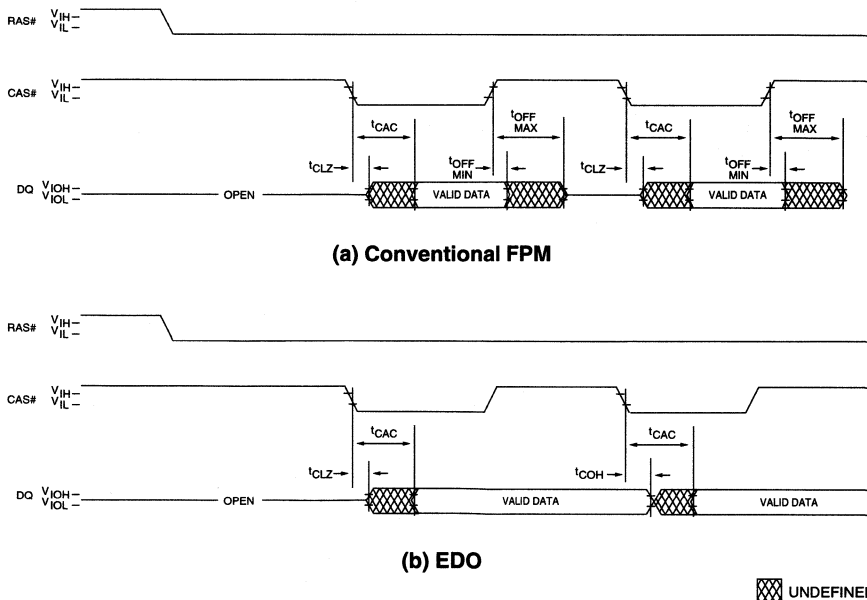 RAS# VIH
VIL
CAS# VIH
VIL
tCAC tOFF MAX tCAC tOFF MAX
tCLZ tOFF MIN tCLZ tOFF MIN
DQ VIOH
VIOL
OPEN VALID DATA VALID DATA
(a) Conventional FPM
RAS# VIH
VIL
CAS# VIH
VIL
tCAC tCAC
tCLZ tCOH
DQ VIOH
VIOL
OPEN VALID DATA VALID DATA
(b) EDO
UNDEFINE